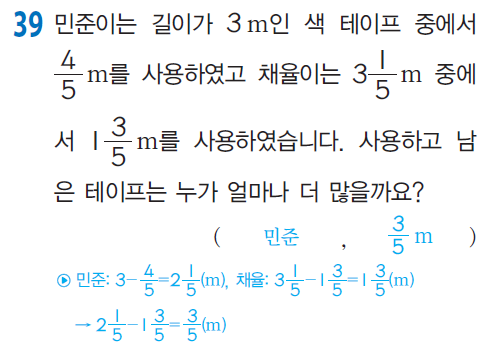 39 민준이는 길이가 3 m인 색 테이프 중에서
4/5 m를 사용하였고 채율이는 3 1/5 m 중에
서 1 3/5 m를 사용하였습니다. 사용하고 남
은 테이프는 누가 얼마나 더 많을까요?
( 민준 , 3/5 m )
민준: 3-4/5=2 1/5(m), 채율: 3 1/5-1 3/5=1 3/5(m)
→ 2 1/5-1 3/5=3/5(m)